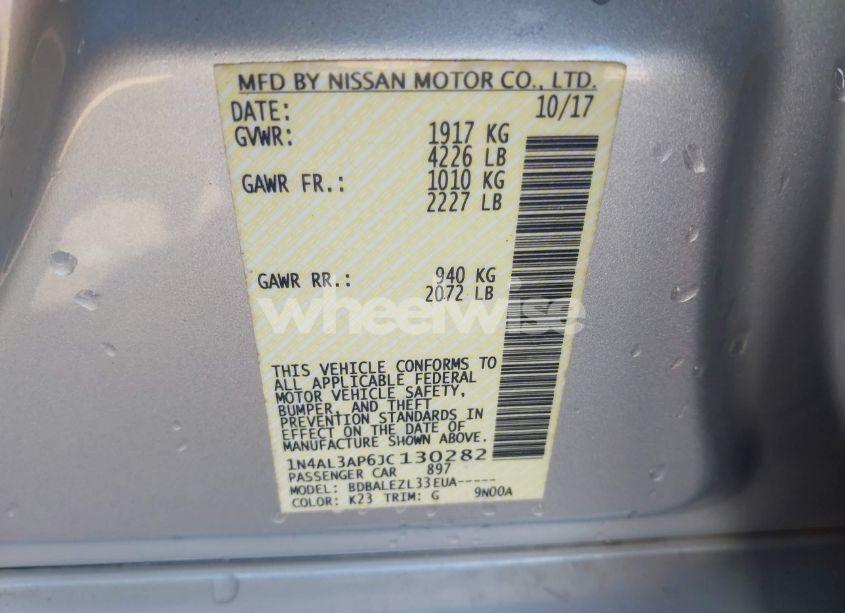 MFD BY NISSAN MOTOR CO., LTD.
DATE: 10/17
GVWR: 1917 KG
4226 LB
GAWR FR.: 1010 KG
2227 LB
GAWR RR.: 940 KG
2072 LB
wheelwise
THIS VEHICLE CONFORMS TO
ALL APPLICABLE FEDERAL
MOTOR VEHICLE SAFETY,
BUMPER, AND THEFT
PREVENTION STANDARDS IN
EFFECT ON THE DATE OF
MANUFACTURE SHOWN ABOVE.
1N4AL3AP6JC130282
PASSENGER CAR 897
MODEL: BDBALEZL33EUA-----
COLOR: K23 TRIM: G 9N00A